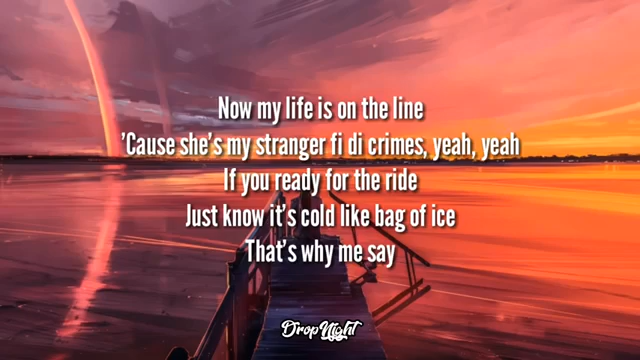 Now my life is on the line
'Cause she's my stranger fi di crimes, yeah, yeah
If you ready for the ride
Just know it's cold like bag of ice
That's why me say
DropNight